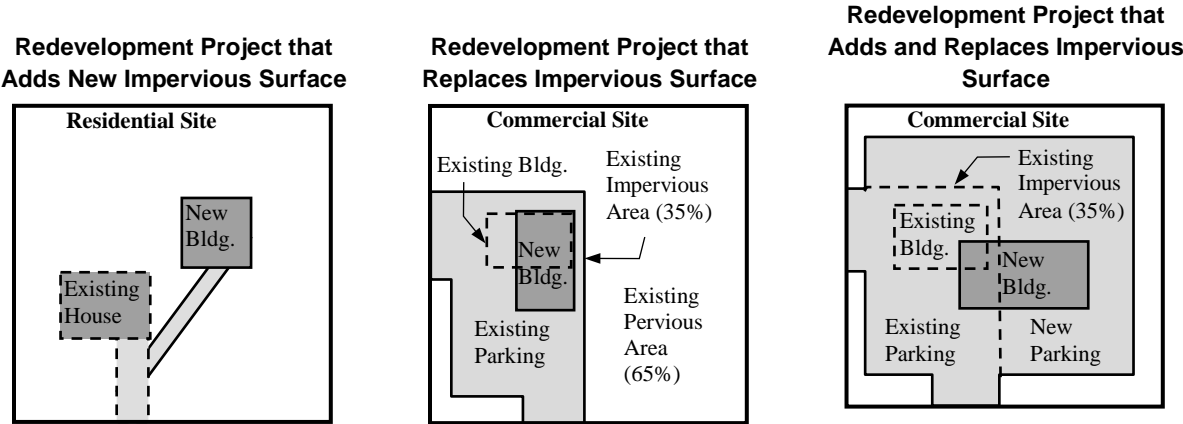 Redevelopment Project that
Adds New Impervious Surface
Residential Site
New
Bldg.
Existing
House
Redevelopment Project that
Replaces Impervious Surface
Commercial Site
Existing Bldg.
Existing
Impervious
Area (35%)
New
Bldg.
Existing
Parking
Existing
Pervious
Area
(65%)
Redevelopment Project that
Adds and Replaces Impervious
Surface
Commercial Site
Existing
Impervious
Area (35%)
Existing
Bldg.
New
Bldg.
Existing
Parking
New
Parking